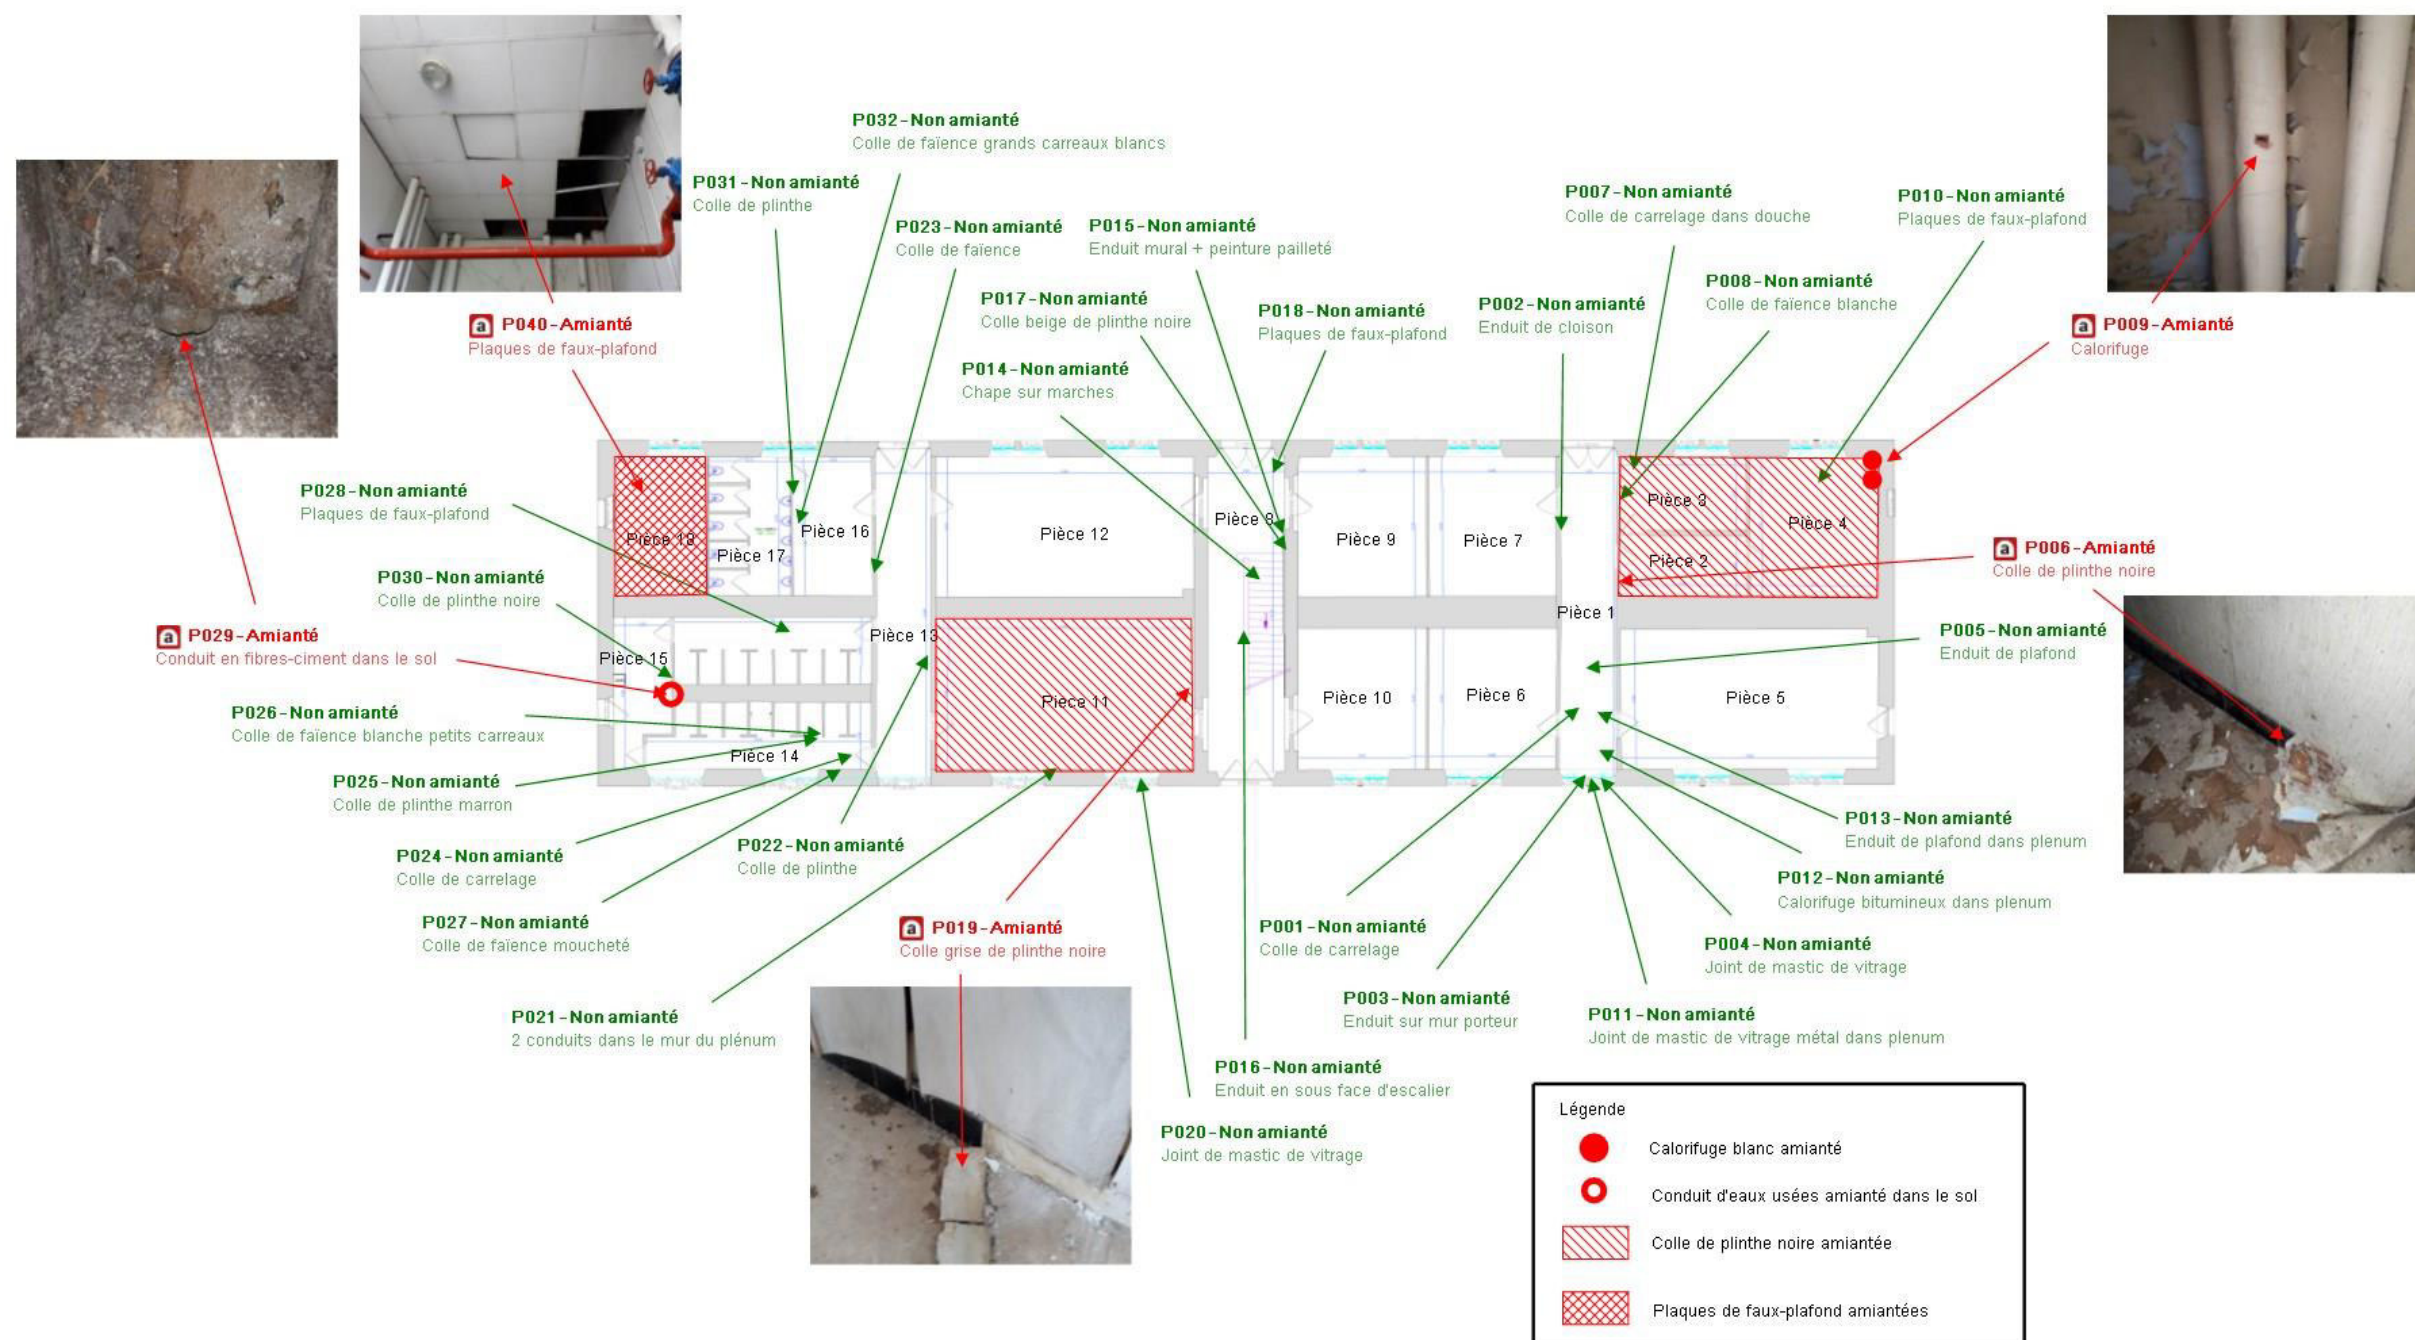 P032-Non amianté
Colle de faïence grands carreaux blancs
P031-Non amianté
Colle de plinthe
P023-Non amianté
Colle de faïence
P015-Non amianté
Enduit mural + peinture pailleté
P007-Non amianté
Colle de carrelage dans douche
P010-Non amianté
Plaques de faux-plafond
P017-Non amianté
Colle beige de plinthe noire
P018-Non amianté
Plaques de faux-plafond
P002-Non amianté
Enduit de cloison
P008-Non amianté
Colle de faïence blanche
a P040-Amianté
Plaques de faux-plafond
a P009-Amianté
Calorifuge
P014-Non amianté
Chape sur marches
P028-Non amianté
Plaques de faux-plafond
Pièce 18
Pièce 17
Pièce 16
Pièce 12
Pièce 8
Pièce 9
Pièce 7
Pièce 3
Pièce 4
Pièce 2
a P006-Amianté
Colle de plinthe noire
P030-Non amianté
Colle de plinthe noire
a P029-Amianté
Conduit en fibres-ciment dans le sol
Pièce 15
Pièce 13
Pièce 1
P005-Non amianté
Enduit de plafond
Pièce 11
Pièce 10
Pièce 6
Pièce 5
P026-Non amianté
Colle de faïence blanche petits carreaux
Pièce 14
P025-Non amianté
Colle de plinthe marron
P024-Non amianté
Colle de carrelage
P022-Non amianté
Colle de plinthe
P013-Non amianté
Enduit de plafond dans plenum
P012-Non amianté
Calorifuge bitumineux dans plenum
P027-Non amianté
Colle de faïence moucheté
a P019-Amianté
Colle grise de plinthe noire
P001-Non amianté
Colle de carrelage
P004-Non amianté
Joint de mastic de vitrage
P021-Non amianté
2 conduits dans le mur du plénum
P003-Non amianté
Enduit sur mur porteur
P011-Non amianté
Joint de mastic de vitrage métal dans plenum
P016-Non amianté
Enduit en sous face d'escalier
P020-Non amianté
Joint de mastic de vitrage
Légende
Calorifuge blanc amianté
Conduit d'eaux usées amianté dans le sol
Colle de plinthe noire amiantée
Plaques de faux-plafond amiantées